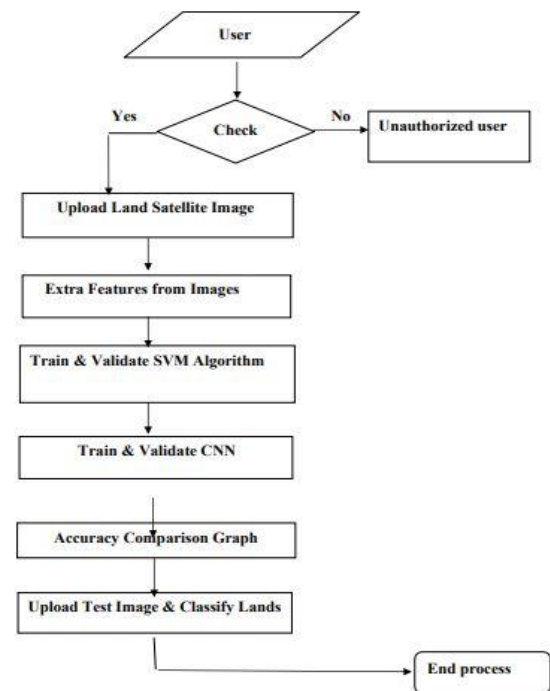 User
Yes
Check
No
Unauthorized user
Upload Land Satellite Image
Extra Features from Images
Train & Validate SVM Algorithm
Train & Validate CNN
Accuracy Comparison Graph
Upload Test Image & Classify Lands
End process